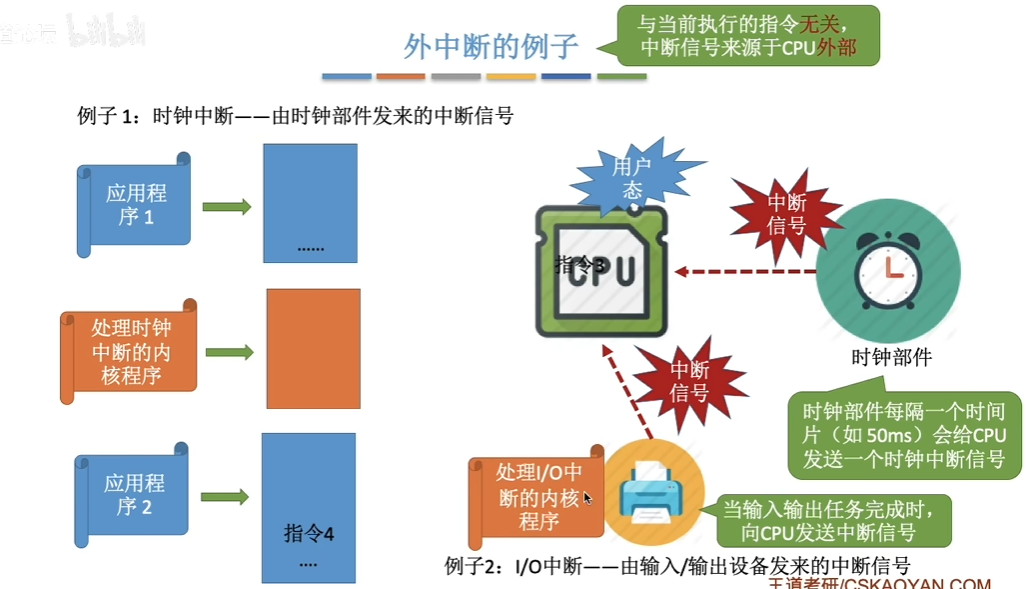 bilibili
外中断的例子
与当前执行的指令无关，
中断信号来源于CPU外部
例子 1：时钟中断——由时钟部件发来的中断信号
应用程
序 1
......
处理时钟
中断的内
核程序
应用程
序 2
指令4
....
用户
态
指令3
CPU
中断
信号
时钟部件
时钟部件每隔一个时间
片（如 50ms）会给CPU
发送一个时钟中断信号
中断
信号
处理I/O中
断的内核
程序
当输入输出任务完成时，
向CPU发送中断信号
例子2：I/O中断——由输入/输出设备发来的中断信号
王道考研/CSKAOYAN.COM